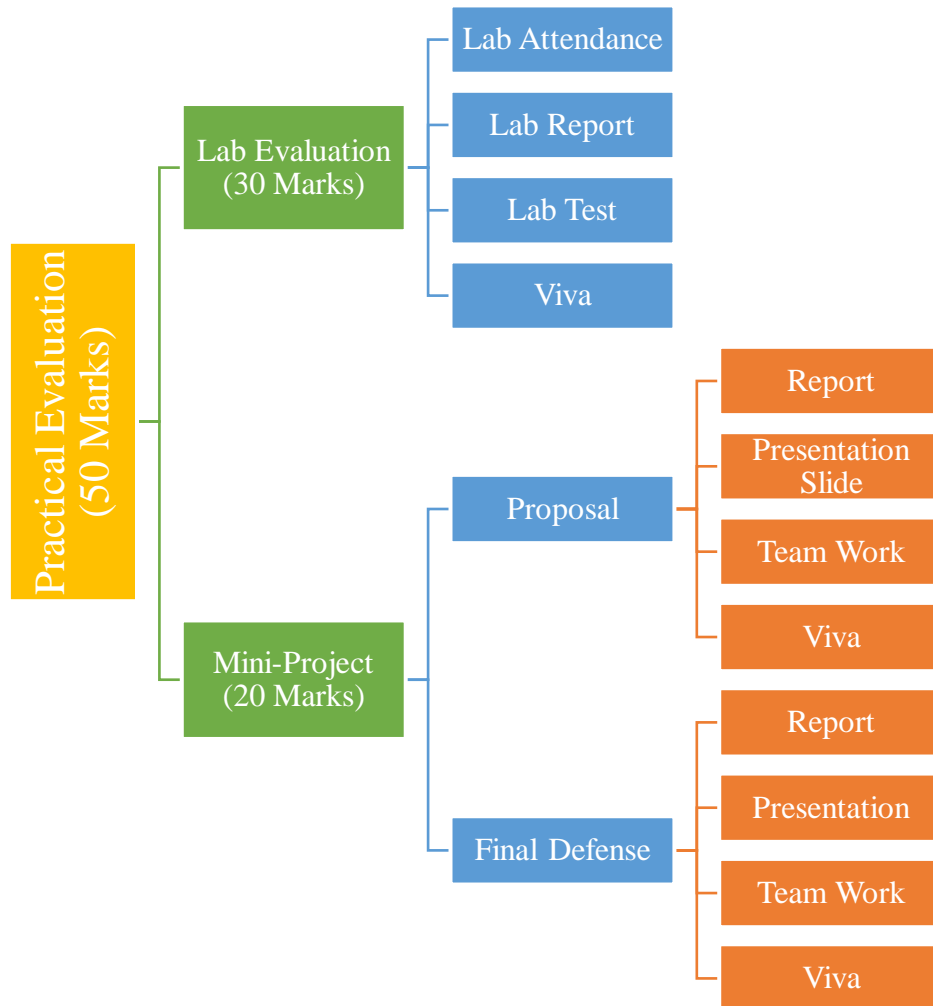 Practical Evaluation
(50 Marks)
Lab Evaluation
(30 Marks)
Lab Attendance
Lab Report
Lab Test
Viva
Mini-Project
(20 Marks)
Proposal
Report
Presentation
Slide
Team Work
Viva
Final Defense
Report
Presentation
Team Work
Viva